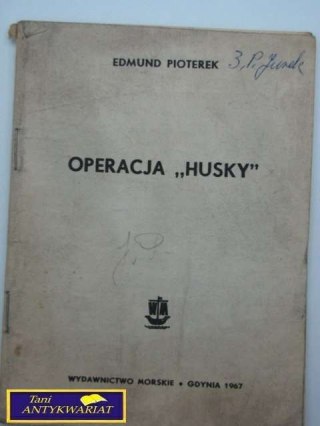 EDMUND PIOTEREK
OPERACJA „HUSKY”
WYDAWNICTWO MORSKIE • GDYNIA 1967
Tani
ANTYKWARIAT